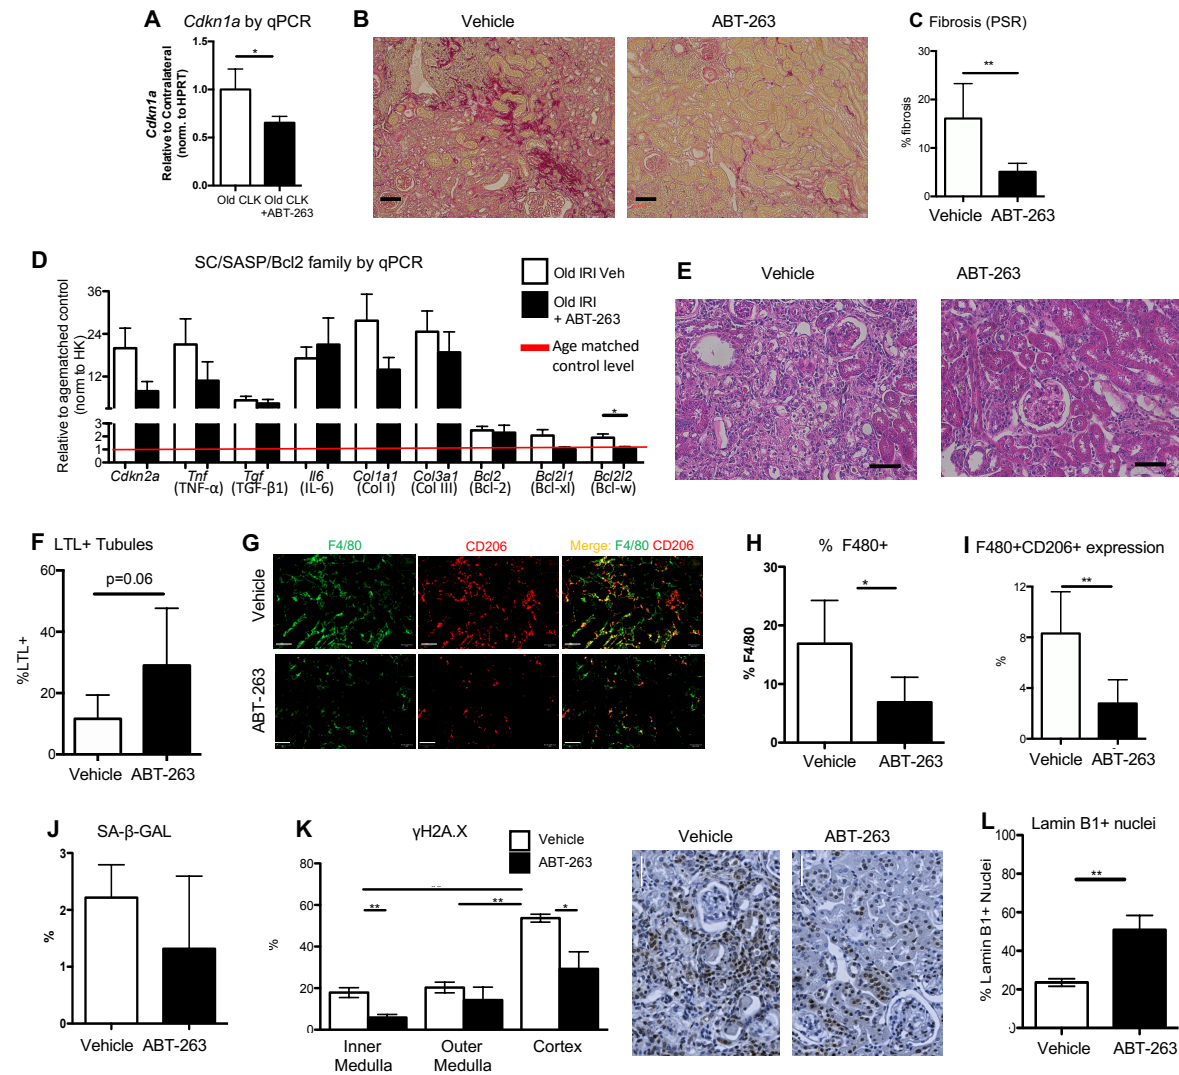 A
Cdkn1a by qPCR
Cdkn1a
Relative to Contralateral
(norm. to HPRT)
1.5
1.0
0.5
0.0
*
Old CLK
Old CLK
+ABT-263
B
Vehicle
ABT-263
C Fibrosis (PSR)
% fibrosis
30
20
10
0
**
Vehicle
ABT-263
D
SC/SASP/Bcl2 family by qPCR
Relative to agematched control
(norm to HK)
36
24
12
3
2
1
0
*
Cdkn2a
Tnf
(TNF-α)
Tgf
(TGF-β1)
Il6
(IL-6)
Col1a1
(Col I)
Col3a1
(Col III)
Bcl2
(Bcl-2)
Bcl2l1
(Bcl-xl)
Bcl2l2
(Bcl-w)
Old IRI Veh
Old IRI
+ ABT-263
Age matched
control level
E
Vehicle
ABT-263
F
LTL+ Tubules
%LTL+
60
40
20
0
p=0.06
Vehicle
ABT-263
G
F4/80
CD206
Merge: F4/80 CD206
Vehicle
ABT-263
H
% F480+
% F4/80
30
20
10
0
*
Vehicle
ABT-263
I F480+CD206+ expression
%
12
8
4
0
**
Vehicle
ABT-263
J
SA-β-GAL
%
3
2
1
0
Vehicle
ABT-263
K
γH2A.X
Vehicle
ABT-263
%
80
60
40
20
0
**
**
*
Inner
Medulla
Outer
Medulla
Cortex
Vehicle
ABT-263
L
Lamin B1+ nuclei
% Lamin B1+ Nuclei
100
80
60
40
20
**
Vehicle
ABT-263